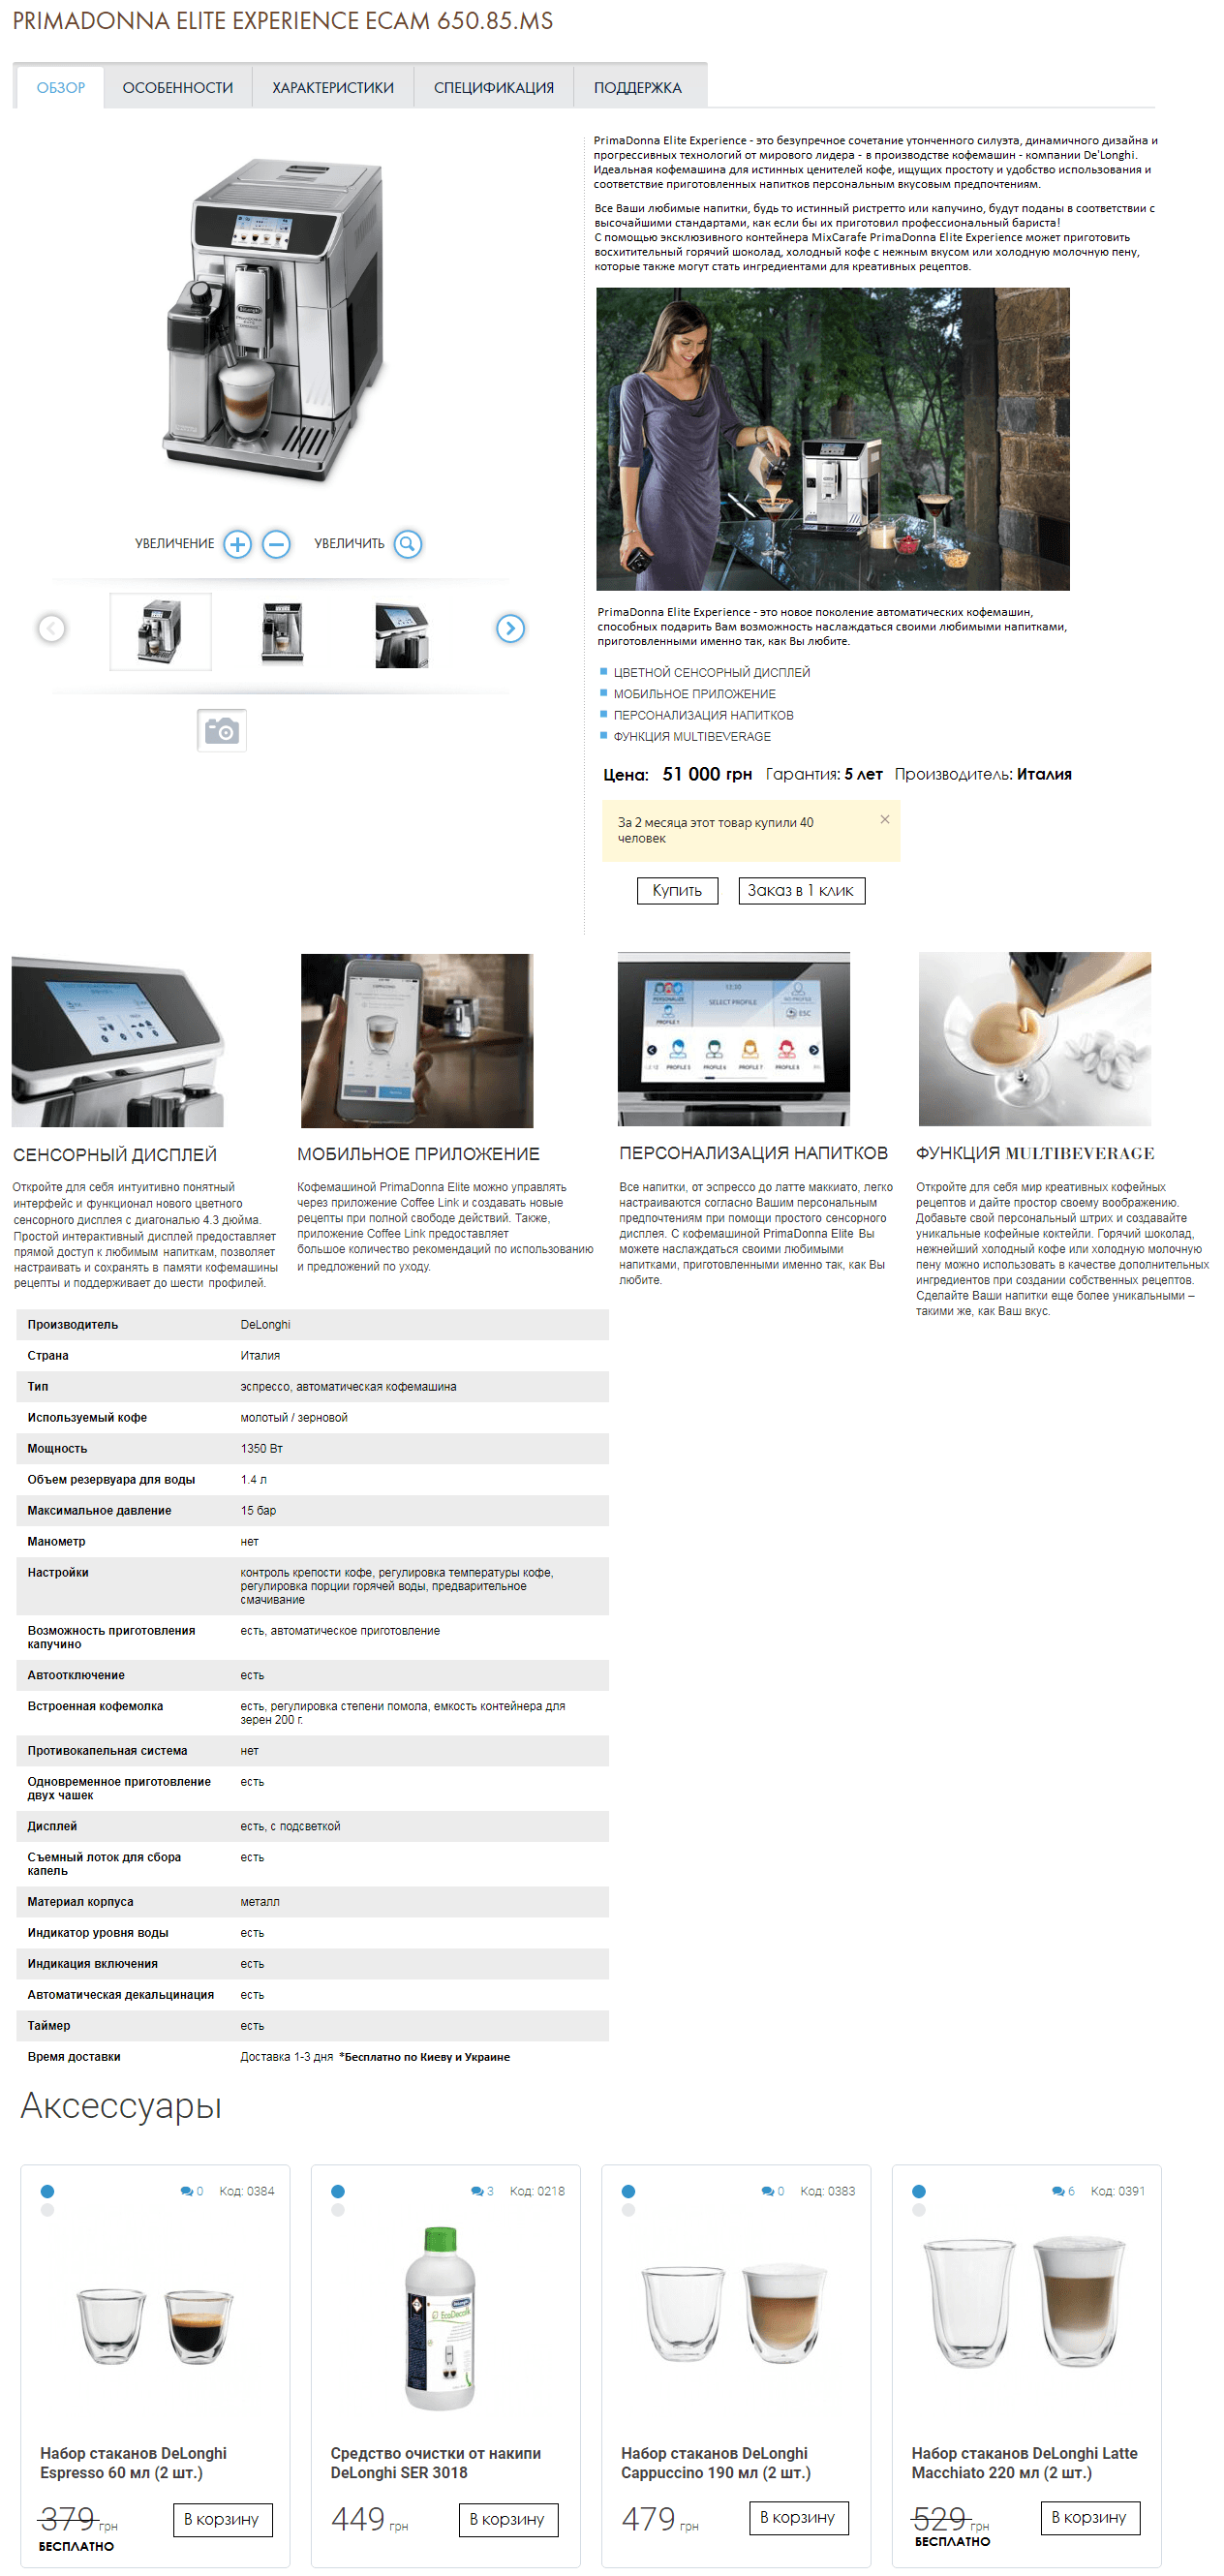 PRIMADONNA ELITE EXPERIENCE ECAM 650.85.MS
ОБЗОР
ОСОБЕННОСТИ
ХАРАКТЕРИСТИКИ
СПЕЦИФИКАЦИЯ
ПОДДЕРЖКА
PrimaDonna Elite Experience - это безупречное сочетание утонченного силуэта, динамичного дизайна и
прогрессивных технологий от мирового лидера - в производстве кофемашин - компании De'Longhi.
Идеальная кофемашина для истинных ценителей кофе, ищущих простоту и удобство использования и
соответствие приготовленных напитков персональным вкусовым предпочтениям.
Все Ваши любимые напитки, будь то истинный ристретто или капучино, будут поданы в соответствии с
высочайшими стандартами, как если бы их приготовил профессиональный бариста!
С помощью эксклюзивного контейнера MixCarafe PrimaDonna Elite Experience может приготовить
восхитительный горячий шоколад, холодный кофе с нежным вкусом или холодную молочную пену,
которые также могут стать ингредиентами для креативных рецептов.
УВЕЛИЧЕНИЕ
УВЕЛИЧИТЬ
PrimaDonna Elite Experience - это новое поколение автоматических кофемашин,
способных подарить Вам возможность наслаждаться своими любимыми напитками,
приготовленными именно так, как Вы любите.
ЦВЕТНОЙ СЕНСОРНЫЙ ДИСПЛЕЙ
МОБИЛЬНОЕ ПРИЛОЖЕНИЕ
ПЕРСОНАЛИЗАЦИЯ НАПИТКОВ
ФУНКЦИЯ MULTIBEVERAGE
Цена: 51 000 грн Гарантия: 5 лет Производитель: Италия
За 2 месяца этот товар купили 40
человек
Купить
Заказ в 1 клик
PERSONALIZE
12:30
SELECT PROFILE
PROFILE 1
ESC
PROFILE 5
PROFILE 6
PROFILE 7
PROFILE 8
СЕНСОРНЫЙ ДИСПЛЕЙ
Откройте для себя интуитивно понятный
интерфейс и функционал нового цветного
сенсорного дисплея с диагональю 4.3 дюйма.
Простой интерактивный дисплей предоставляет
прямой доступ к любимым напиткам, позволяет
настраивать и сохранять в памяти кофемашины
рецепты и поддерживает до шести профилей.
МОБИЛЬНОЕ ПРИЛОЖЕНИЕ
Кофемашиной PrimaDonna Elite можно управлять
через приложение Coffee Link и создавать новые
рецепты при полной свободе действий. Также,
приложение Coffee Link предоставляет
большое количество рекомендаций по использованию
и предложений по уходу.
ПЕРСОНАЛИЗАЦИЯ НАПИТКОВ
Все напитки, от эспрессо до латте маккиато, легко
настраиваются согласно Вашим персональным
предпочтениям при помощи простого сенсорного
дисплея. С кофемашиной PrimaDonna Elite Вы
можете наслаждаться своими любимыми
напитками, приготовленными именно так, как Вы
любите.
ФУНКЦИЯ MULTIBEVERAGE
Откройте для себя мир креативных кофейных
рецептов и дайте простор своему воображению.
Добавьте свой персональный штрих и создавайте
уникальные кофейные коктейли. Горячий шоколад,
нежнейший холодный кофе или холодную молочную
пену можно использовать в качестве дополнительных
ингредиентов при создании собственных рецептов.
Сделайте Ваши напитки еще более уникальными –
такими же, как Ваш вкус.
Производитель DeLonghi
Страна Италия
Тип эспрессо, автоматическая кофемашина
Используемый кофе молотый / зерновой
Мощность 1350 Вт
Объем резервуара для воды 1.4 л
Максимальное давление 15 бар
Манометр нет
Настройки контроль крепости кофе, регулировка температуры кофе,
регулировка порции горячей воды, предварительное
смачивание
Возможность приготовления есть, автоматическое приготовление
капучино
Автоотключение есть
Встроенная кофемолка есть, регулировка степени помола, емкость контейнера для
зерен 200 г.
Противокапельная система нет
Одновременное приготовление есть
двух чашек
Дисплей есть, с подсветкой
Съемный лоток для сбора есть
капель
Материал корпуса металл
Индикатор уровня воды есть
Индикация включения есть
Автоматическая декальцинация есть
Таймер есть
Время доставки Доставка 1-3 дня *Бесплатно по Киеву и Украине
Аксессуары
0 Код: 0384
Набор стаканов DeLonghi
Espresso 60 мл (2 шт.)
379 грн
БЕСПЛАТНО
В корзину
3 Код: 0218
DeLonghi
EcoDecalk
Средство очистки от накипи
DeLonghi SER 3018
449 грн
В корзину
0 Код: 0383
Набор стаканов DeLonghi
Cappuccino 190 мл (2 шт.)
479 грн
В корзину
6 Код: 0391
Набор стаканов DeLonghi Latte
Macchiato 220 мл (2 шт.)
529 грн
БЕСПЛАТНО
В корзину